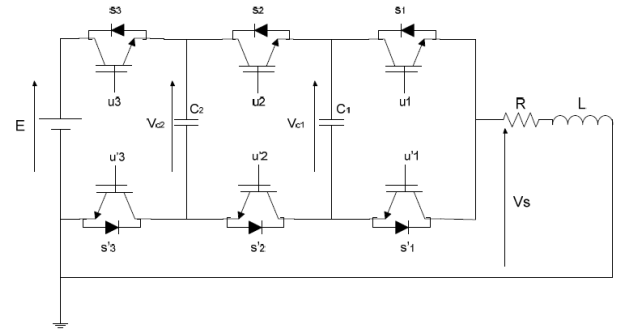 s3 s2 s1
u3 u2 u1
E Vc2 C2 Vc1 C1 R L
u'3 u'2 u'1
Vs
s'3 s'2 s'1